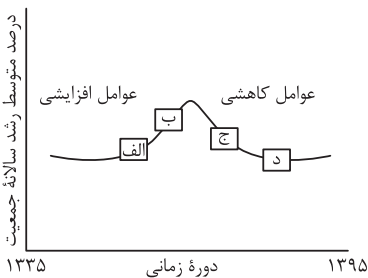 درصد متوسط رشد سالانهٔ جمعیت
عوامل افزایشی
عوامل کاهشی
الف
ب
ج
د
۱۳۳۵
دورهٔ زمانی
۱۳۹۵